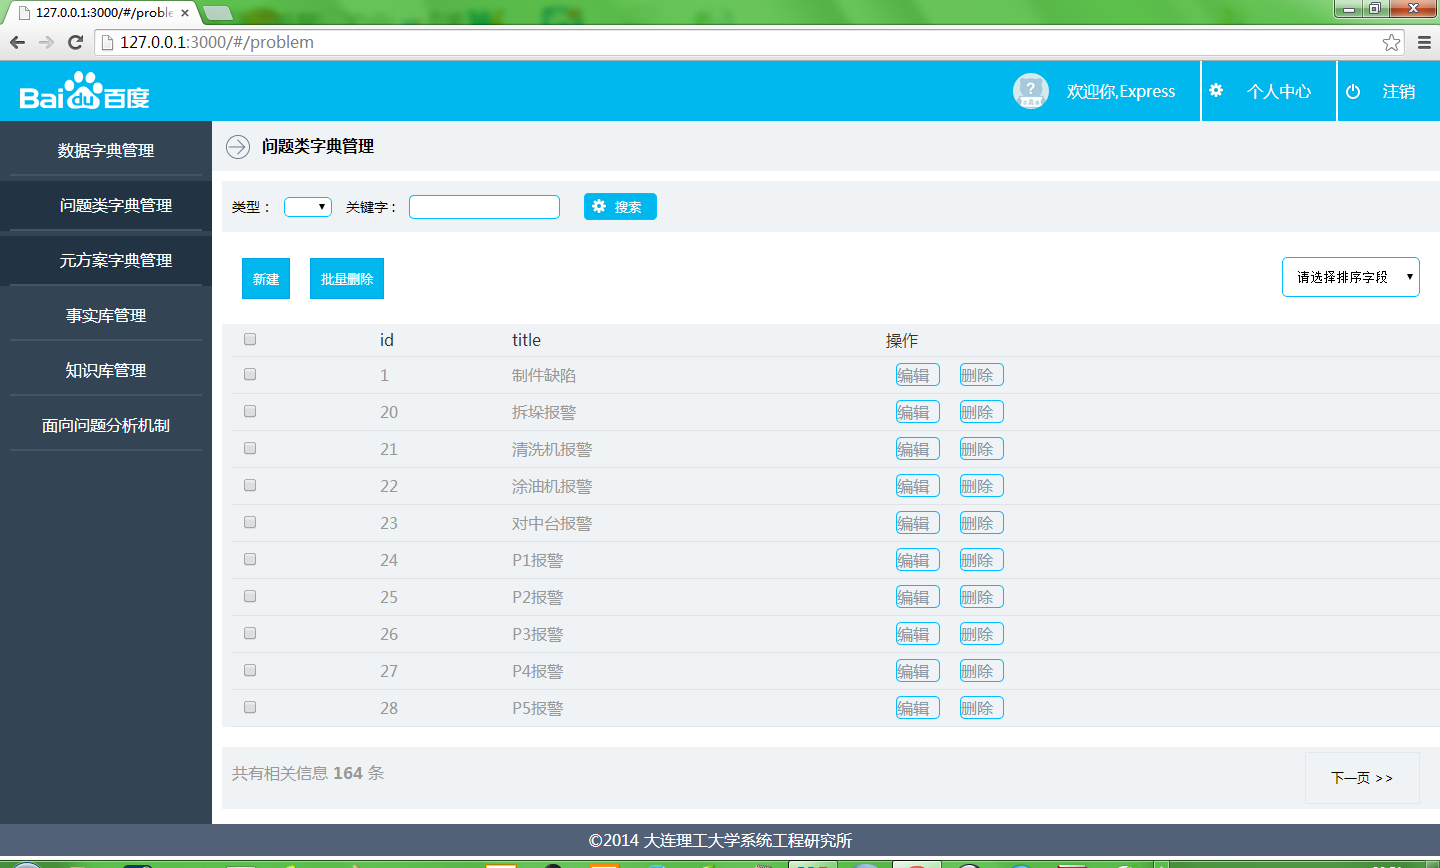 127.0.0.1:3000/#/proble
127.0.0.1:3000/#/problem
Bai du 百度
? 欢迎你,Express 个人中心 注销
数据字典管理
问题类字典管理
元方案字典管理
事实库管理
知识库管理
面向问题分析机制
问题类字典管理
类型： 关键字： 搜索
新建 批量删除 请选择排序字段
id title 操作
1 制件缺陷 编辑 删除
20 拆垛报警 编辑 删除
21 清洗机报警 编辑 删除
22 涂油机报警 编辑 删除
23 对中台报警 编辑 删除
24 P1报警 编辑 删除
25 P2报警 编辑 删除
26 P3报警 编辑 删除
27 P4报警 编辑 删除
28 P5报警 编辑 删除
共有相关信息 164 条 下一页 >>
©2014 大连理工大学系统工程研究所